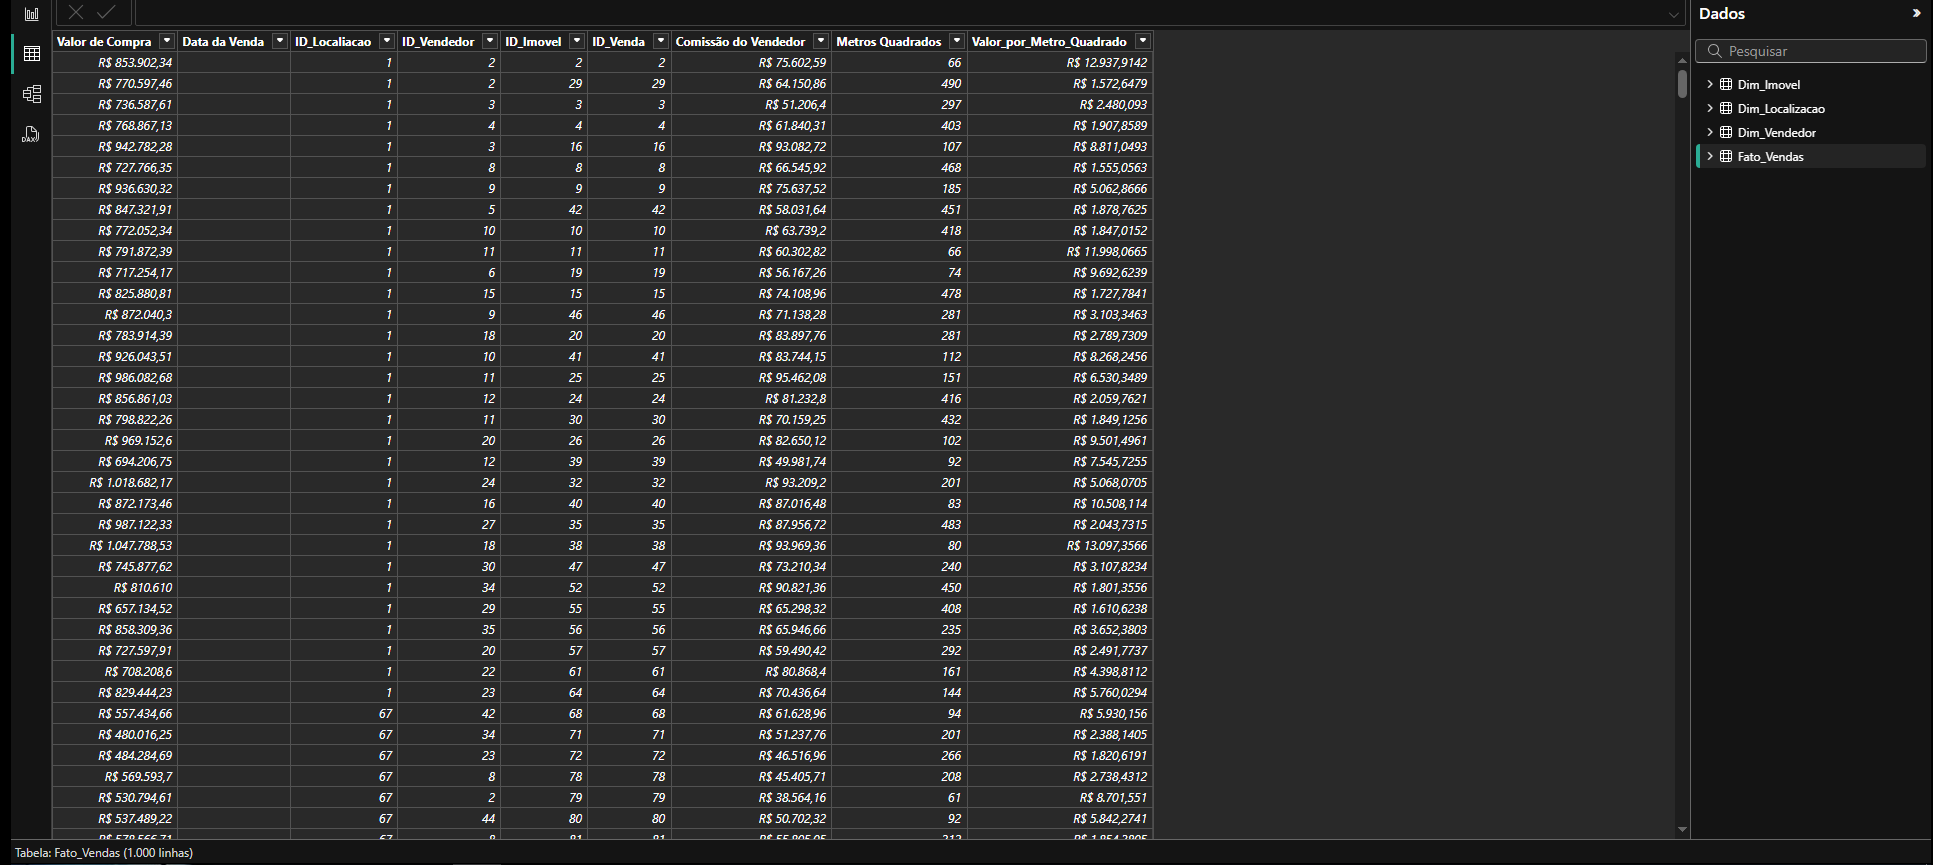 Dados
Valor de Compra Data da Venda ID_Localiacao ID_Vendedor ID_Imovel ID_Venda Comissão do Vendedor Metros Quadrados Valor_por_Metro_Quadrado
Pesquisar
R$ 853.902,34 1 2 2 2 R$ 75.602,59 66 R$ 12.937,9142
R$ 770.597,46 1 2 29 29 R$ 64.150,86 490 R$ 1.572,6479
Dim_Imovel
R$ 736.587,61 1 3 3 3 R$ 51.206,4 297 R$ 2.480,093
Dim_Localizacao
R$ 768.867,13 1 4 4 4 R$ 61.840,31 403 R$ 1.907,8589
Dim_Vendedor
R$ 942.782,28 1 3 16 16 R$ 93.082,72 107 R$ 8.811,0493
Fato_Vendas
R$ 727.766,35 1 8 8 8 R$ 66.545,92 468 R$ 1.555,0563
R$ 936.630,32 1 9 9 9 R$ 75.637,52 185 R$ 5.062,8666
R$ 847.321,91 1 5 42 42 R$ 58.031,64 451 R$ 1.878,7625
R$ 772.052,34 1 10 10 10 R$ 63.739,2 418 R$ 1.847,0152
R$ 791.872,39 1 11 11 11 R$ 60.302,82 66 R$ 11.998,0665
R$ 717.254,17 1 6 19 19 R$ 56.167,26 74 R$ 9.692,6239
R$ 825.880,81 1 15 15 15 R$ 74.108,96 478 R$ 1.727,7841
R$ 872.040,3 1 9 46 46 R$ 71.138,28 281 R$ 3.103,3463
R$ 783.914,39 1 18 20 20 R$ 83.897,76 281 R$ 2.789,7309
R$ 926.043,51 1 10 41 41 R$ 83.744,15 112 R$ 8.268,2456
R$ 986.082,68 1 11 25 25 R$ 95.462,08 151 R$ 6.530,3489
R$ 856.861,03 1 12 24 24 R$ 81.232,8 416 R$ 2.059,7621
R$ 798.822,26 1 11 30 30 R$ 70.159,25 432 R$ 1.849,1256
R$ 969.152,6 1 20 26 26 R$ 82.650,12 102 R$ 9.501,4961
R$ 694.206,75 1 12 39 39 R$ 49.981,74 92 R$ 7.545,7255
R$ 1.018.682,17 1 24 32 32 R$ 93.209,2 201 R$ 5.068,0705
R$ 872.173,46 1 16 40 40 R$ 87.016,48 83 R$ 10.508,114
R$ 987.122,33 1 27 35 35 R$ 87.956,72 483 R$ 2.043,7315
R$ 1.047.788,53 1 18 38 38 R$ 93.969,36 80 R$ 13.097,3566
R$ 745.877,62 1 30 47 47 R$ 73.210,34 240 R$ 3.107,8234
R$ 810.610 1 34 52 52 R$ 90.821,36 450 R$ 1.801,3556
R$ 657.134,52 1 29 55 55 R$ 65.298,32 408 R$ 1.610,6238
R$ 858.309,36 1 35 56 56 R$ 65.946,66 235 R$ 3.652,3803
R$ 727.597,91 1 20 57 57 R$ 59.490,42 292 R$ 2.491,7737
R$ 708.208,6 1 22 61 61 R$ 80.868,4 161 R$ 4.398,8112
R$ 829.444,23 1 23 64 64 R$ 70.436,64 144 R$ 5.760,0294
R$ 557.434,66 67 42 68 68 R$ 61.628,96 94 R$ 5.930,156
R$ 480.016,25 67 34 71 71 R$ 51.237,76 201 R$ 2.388,1405
R$ 484.284,69 67 23 72 72 R$ 46.516,96 266 R$ 1.820,6191
R$ 569.593,7 67 8 78 78 R$ 45.405,71 208 R$ 2.738,4312
R$ 530.794,61 67 2 79 79 R$ 38.564,16 61 R$ 8.701,551
R$ 537.489,22 67 44 80 80 R$ 50.702,32 92 R$ 5.842,2741
Tabela: Fato_Vendas (1.000 linhas)